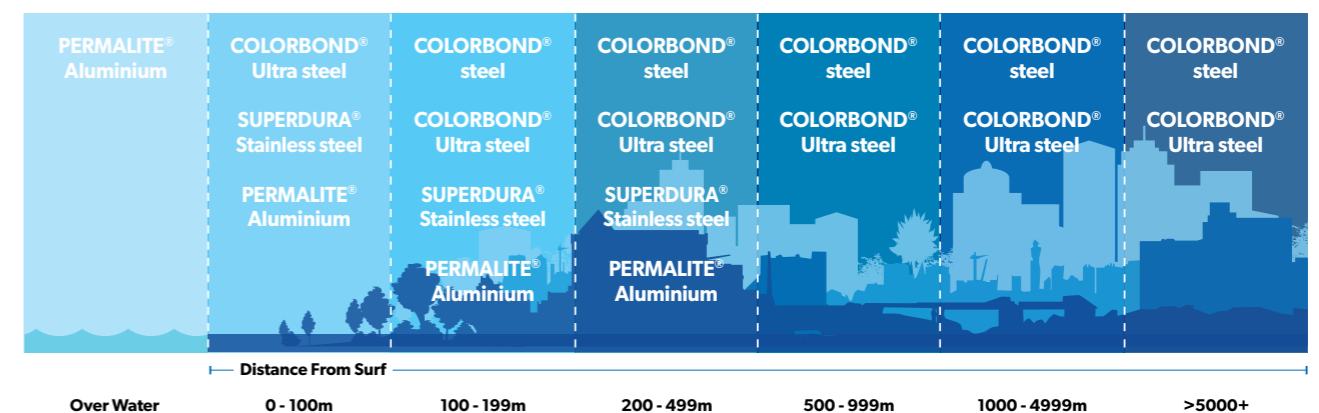 PERMALITE®
Aluminium
COLORBOND®
Ultra steel
SUPERDURA®
Stainless steel
PERMALITE®
Aluminium
COLORBOND®
steel
COLORBOND®
Ultra steel
SUPERDURA®
Stainless steel
PERMALITE®
Aluminium
COLORBOND®
steel
COLORBOND®
Ultra steel
SUPERDURA®
Stainless steel
PERMALITE®
Aluminium
COLORBOND®
steel
COLORBOND®
Ultra steel
COLORBOND®
steel
COLORBOND®
Ultra steel
COLORBOND®
steel
COLORBOND®
Ultra steel
Distance From Surf
Over Water
0 - 100m
100 - 199m
200 - 499m
500 - 999m
1000 - 4999m
>5000+